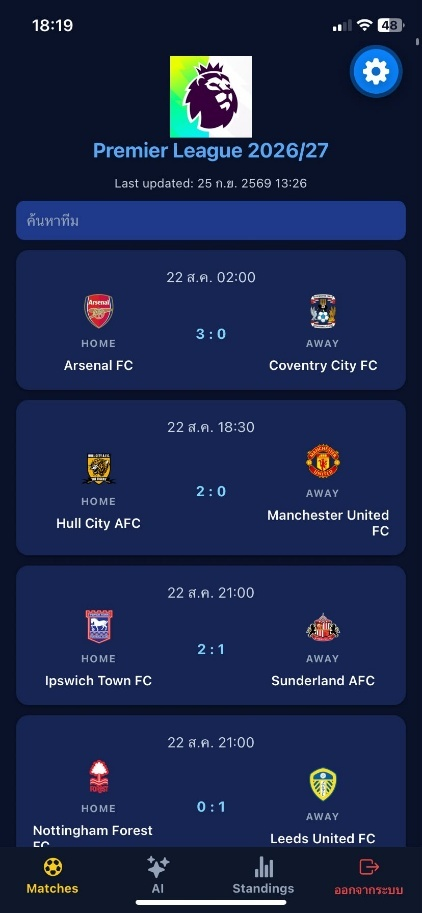 18:19
48
Premier League 2026/27
Last updated: 25 ก.ย. 2569 13:26
ค้นหาทีม
22 ส.ค. 02:00
Arsenal
3 : 0
HOME
AWAY
Arsenal FC
Coventry City FC
22 ส.ค. 18:30
2 : 0
HOME
AWAY
Hull City AFC
Manchester United
FC
22 ส.ค. 21:00
2 : 1
HOME
AWAY
Ipswich Town FC
Sunderland AFC
22 ส.ค. 21:00
FOREST
0 : 1
HOME
AWAY
Nottingham Forest
FC
Leeds United FC
Matches
AI
Standings
ออกจากระบบ